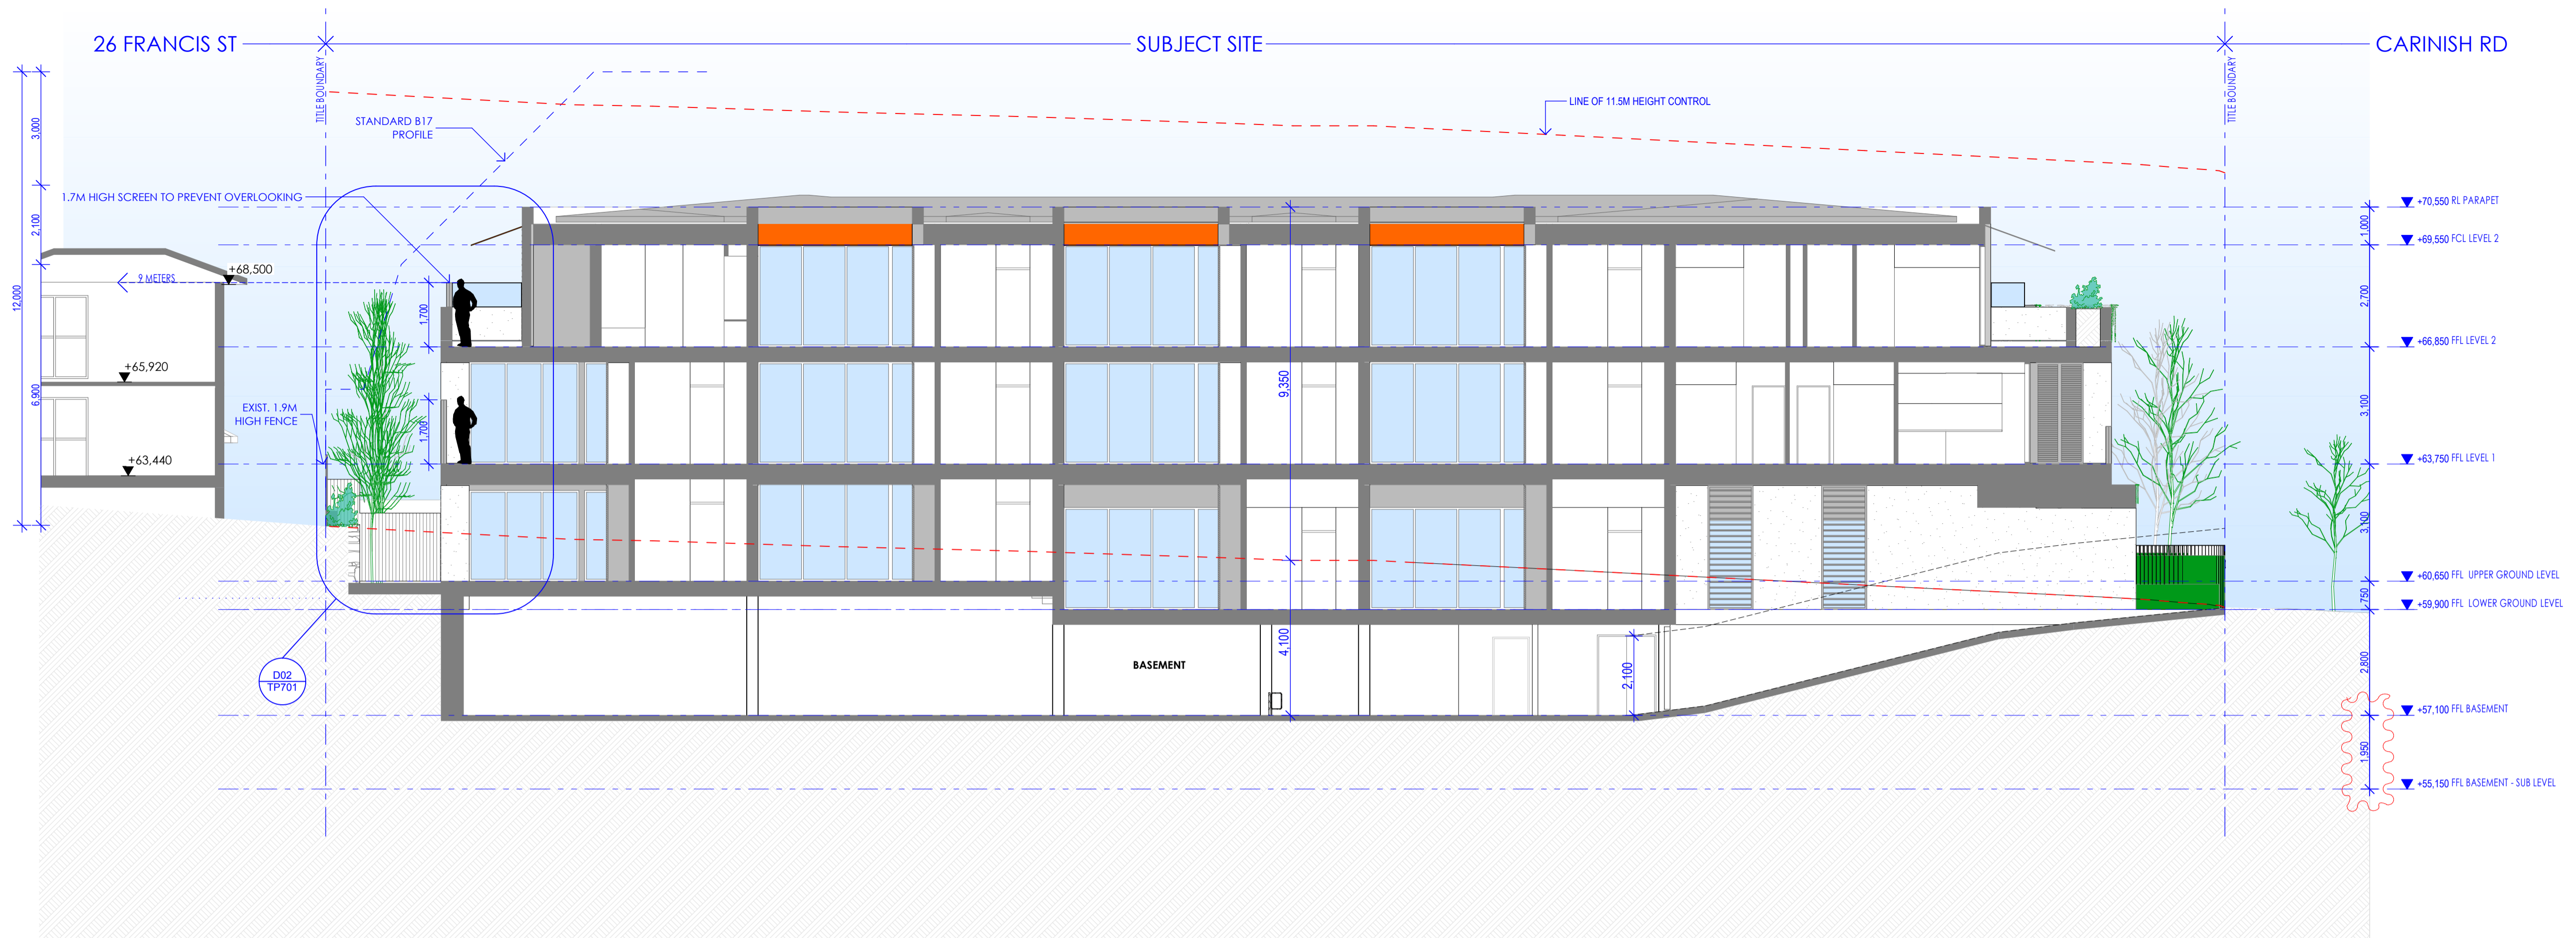 26 FRANCIS ST
SUBJECT SITE
CARINISH RD
TITLE BOUNDARY
TITLE BOUNDARY
STANDARD B17
PROFILE
LINE OF 11.5M HEIGHT CONTROL
1.7M HIGH SCREEN TO PREVENT OVERLOOKING
3,000
2,100
12,000
6,900
9 METERS
+68,500
+65,920
+63,440
EXIST. 1.9M
HIGH FENCE
1,700
1,700
9,350
4,100
2,100
BASEMENT
D02
TP701
+70,550 RL PARAPET
1,000
+69,550 FCL LEVEL 2
2,700
+66,850 FFL LEVEL 2
3,100
+63,750 FFL LEVEL 1
3,100
+60,650 FFL UPPER GROUND LEVEL
750
+59,900 FFL LOWER GROUND LEVEL
2,800
+57,100 FFL BASEMENT
1,950
+55,150 FFL BASEMENT - SUB LEVEL